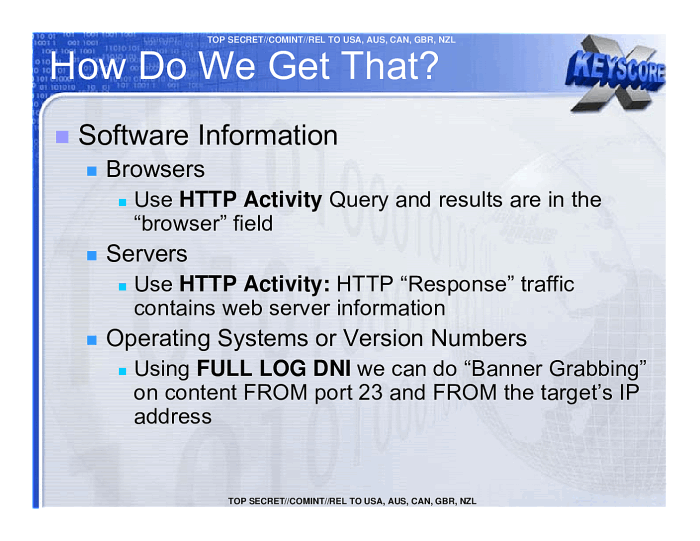 TOP SECRET//COMINT//REL TO USA, AUS, CAN, GBR, NZL
How Do We Get That?
X KEYSCORE
Software Information
Browsers
Use HTTP Activity Query and results are in the
“browser” field
Servers
Use HTTP Activity: HTTP “Response” traffic
contains web server information
Operating Systems or Version Numbers
Using FULL LOG DNI we can do “Banner Grabbing”
on content FROM port 23 and FROM the target’s IP
address
TOP SECRET//COMINT//REL TO USA, AUS, CAN, GBR, NZL